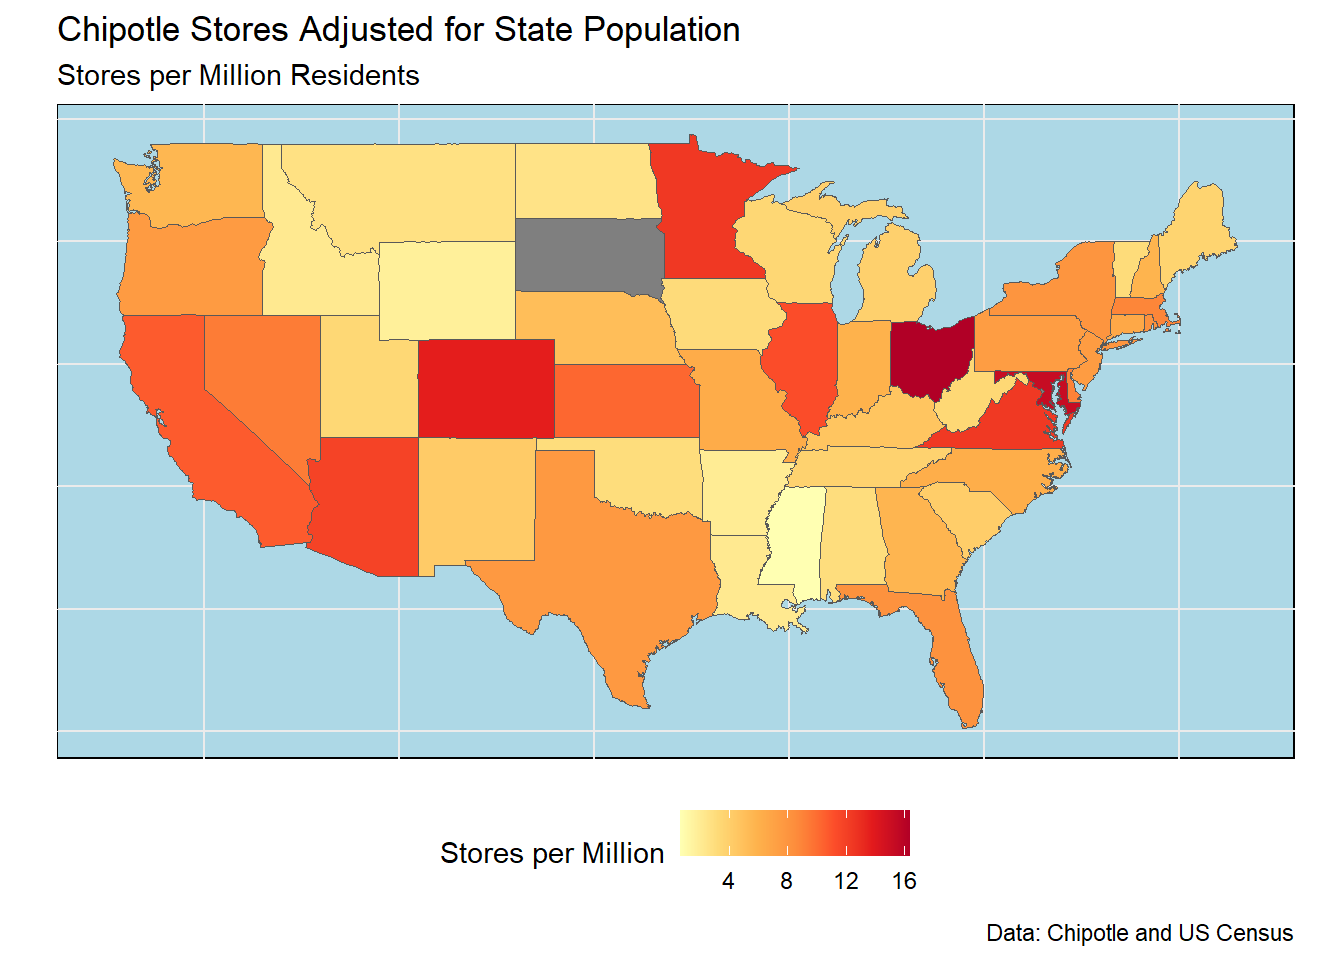 Chipotle Stores Adjusted for State Population
Stores per Million Residents
Stores per Million
4 8 12 16
Data: Chipotle and US Census